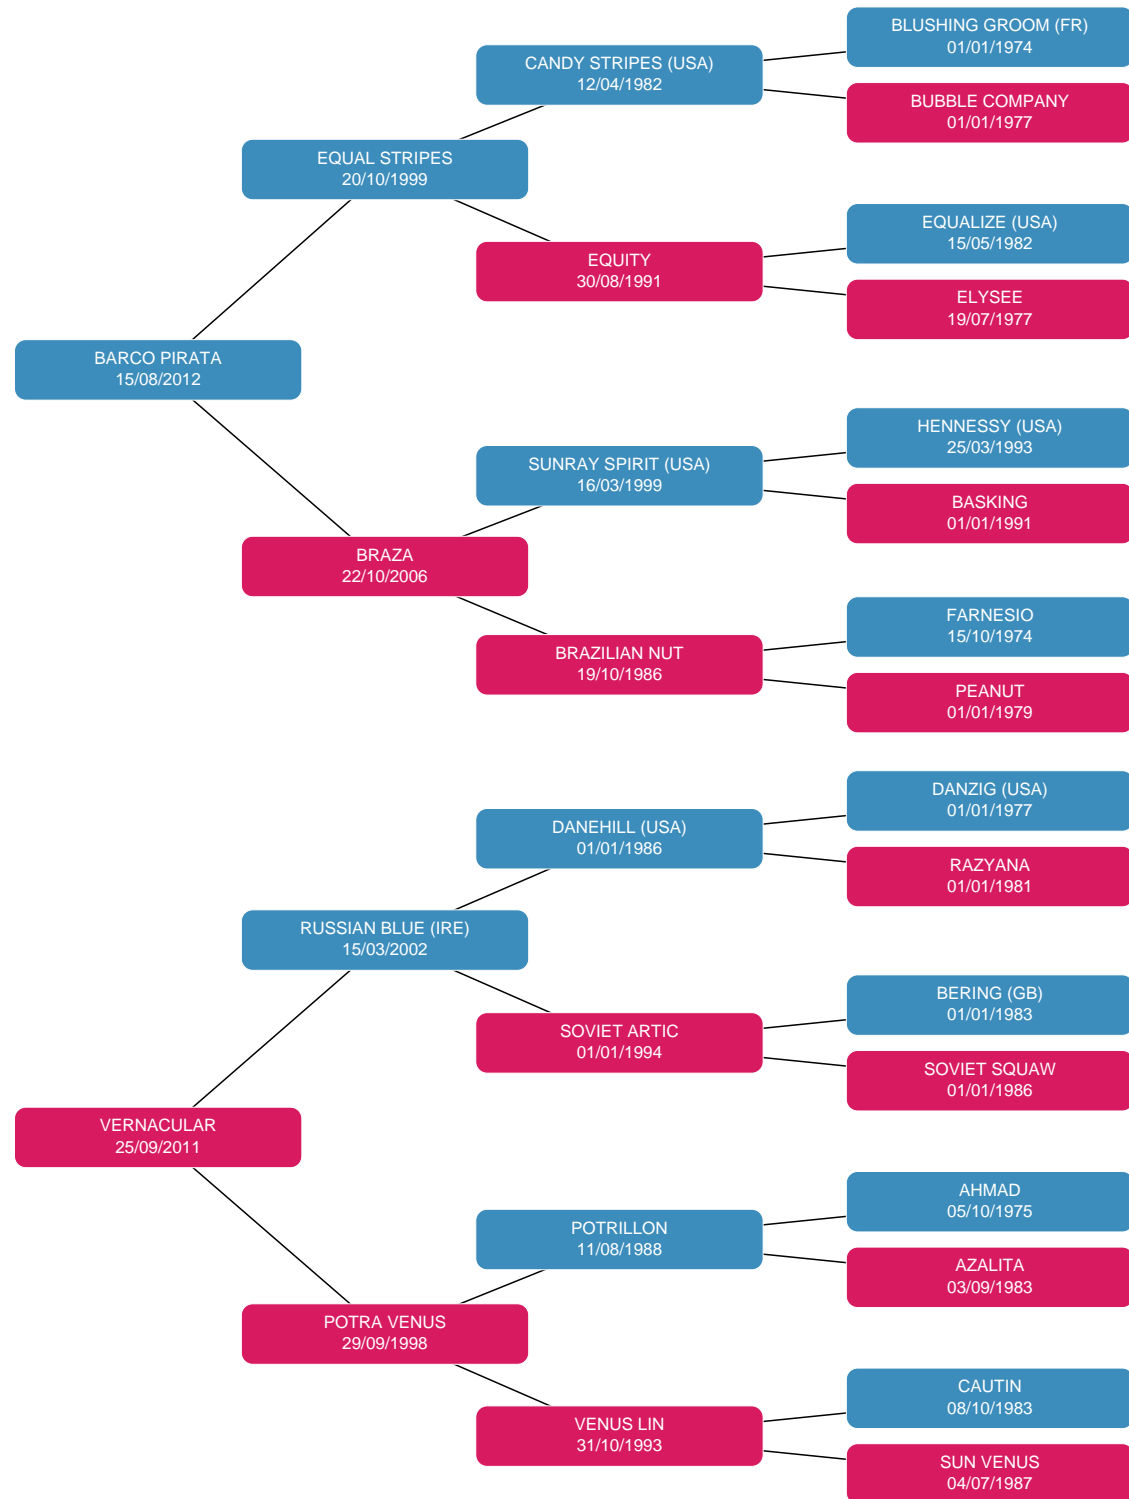 BLUSHING GROOM (FR)
01/01/1974
CANDY STRIPES (USA)
12/04/1982
BUBBLE COMPANY
01/01/1977
EQUAL STRIPES
20/10/1999
EQUALIZE (USA)
15/05/1982
EQUITY
30/08/1991
ELYSEE
19/07/1977
BARCO PIRATA
15/08/2012
HENNESSY (USA)
25/03/1993
SUNRAY SPIRIT (USA)
16/03/1999
BASKING
01/01/1991
BRAZA
22/10/2006
FARNESIO
15/10/1974
BRAZILIAN NUT
19/10/1986
PEANUT
01/01/1979
DANZIG (USA)
01/01/1977
DANEHILL (USA)
01/01/1986
RAZYANA
01/01/1981
RUSSIAN BLUE (IRE)
15/03/2002
BERING (GB)
01/01/1983
SOVIET ARTIC
01/01/1994
SOVIET SQUAW
01/01/1986
VERNACULAR
25/09/2011
AHMAD
05/10/1975
POTRILLON
11/08/1988
AZALITA
03/09/1983
POTRA VENUS
29/09/1998
CAUTIN
08/10/1983
VENUS LIN
31/10/1993
SUN VENUS
04/07/1987